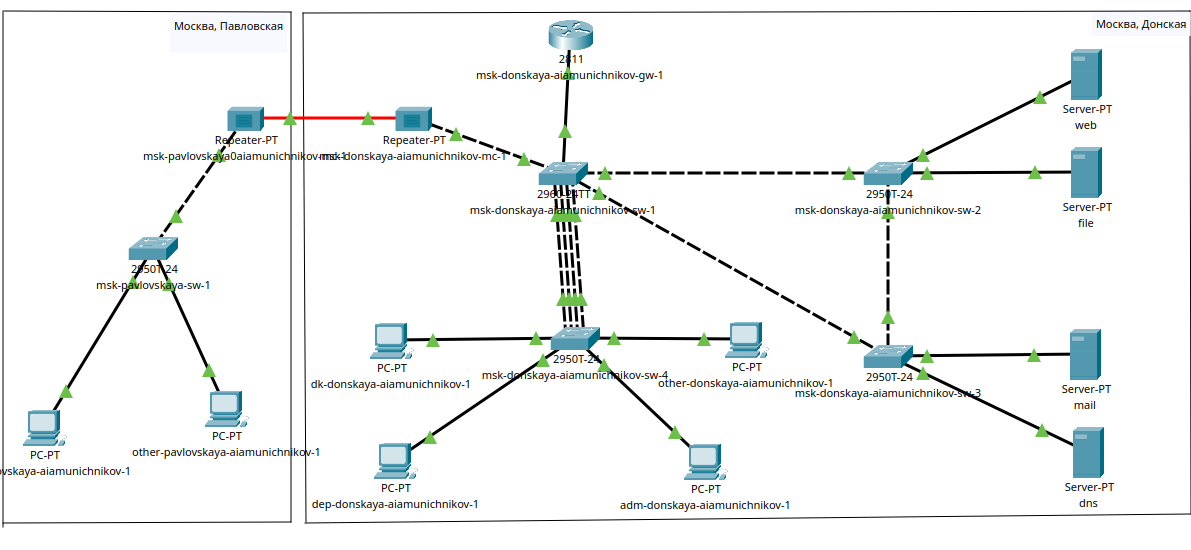 Москва, Павловская
Москва, Донская
2811
msk-donskaya-aiamunichnikov-gw-1
Repeater-PT
msk-pavlovskaya0aiamunichnikov-mc-1
Repeater-PT
msk-donskaya-aiamunichnikov-mc-1
2960-24TT
msk-donskaya-aiamunichnikov-sw-1
2950T-24
msk-donskaya-aiamunichnikov-sw-2
Server-PT
web
Server-PT
file
2950T-24
msk-pavlovskaya-sw-1
PC-PT
dk-donskaya-aiamunichnikov-1
2950T-24
msk-donskaya-aiamunichnikov-sw-4
PC-PT
other-donskaya-aiamunichnikov-1
2950T-24
msk-donskaya-aiamunichnikov-sw-3
Server-PT
mail
PC-PT
ovskaya-aiamunichnikov-1
PC-PT
other-pavlovskaya-aiamunichnikov-1
PC-PT
dep-donskaya-aiamunichnikov-1
PC-PT
adm-donskaya-aiamunichnikov-1
Server-PT
dns